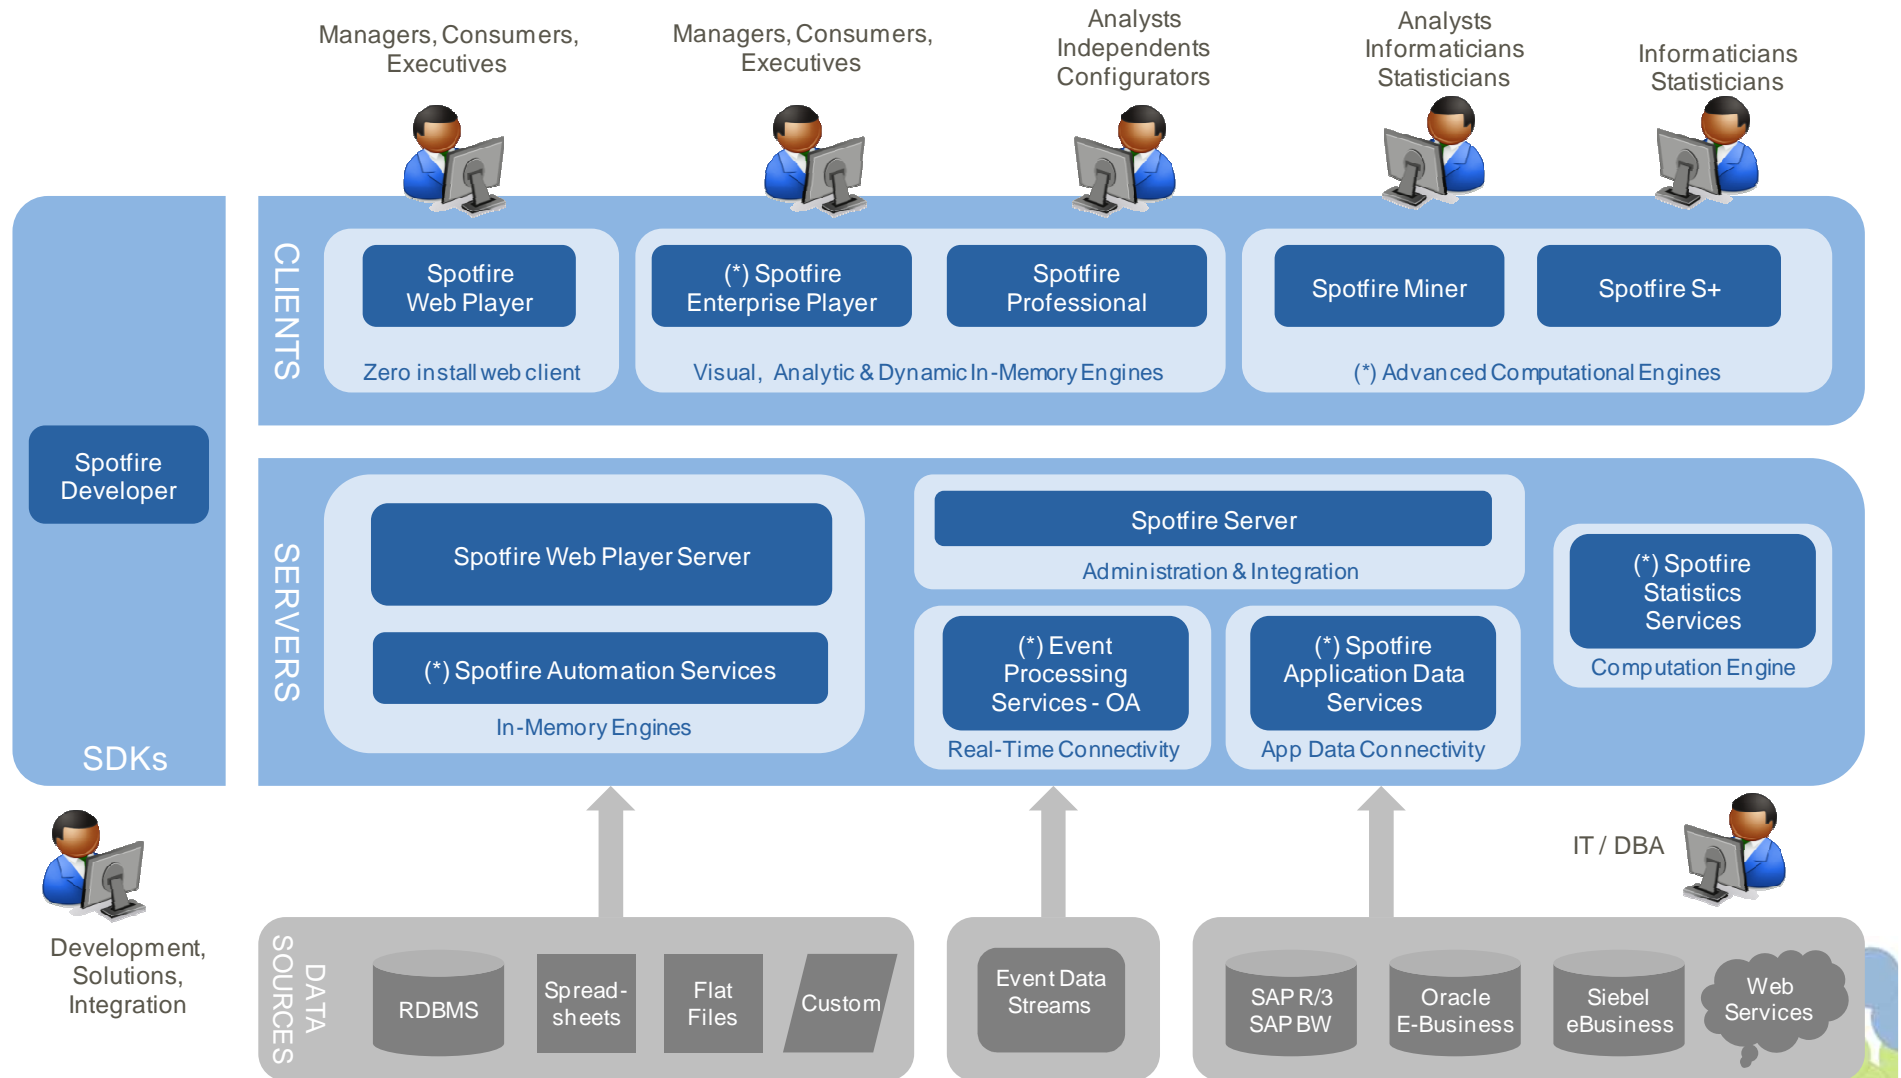 Managers, Consumers,
Executives
Managers, Consumers,
Executives
Analysts
Independents
Configurators
Analysts
Informaticians
Statisticians
Informaticians
Statisticians
CLIENTS
Spotfire
Web Player
Zero install web client
(*) Spotfire
Enterprise Player
Spotfire
Professional
Visual, Analytic & Dynamic In-Memory Engines
Spotfire Miner
Spotfire S+
(*) Advanced Computational Engines
Spotfire
Developer
SDKs
SERVERS
Spotfire Web Player Server
(*) Spotfire Automation Services
In-Memory Engines
Spotfire Server
Administration & Integration
(*) Event
Processing
Services - OA
Real-Time Connectivity
(*) Spotfire
Application Data
Services
App Data Connectivity
(*) Spotfire
Statistics
Services
Computation Engine
Development,
Solutions,
Integration
IT / DBA
DATA
SOURCES
RDBMS
Spread-
sheets
Flat
Files
Custom
Event Data
Streams
SAP R/3
SAP BW
Oracle
E-Business
Siebel
eBusiness
Web
Services